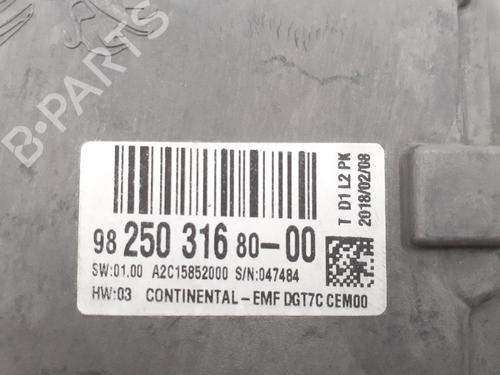 98 250 316 80-00
SW:01.00 A2C15852000 S/N:047484
HW:03 CONTINENTAL-EMF DGT7C CEM00
T D1 L2 PK
2018/02/08
B-PARTS